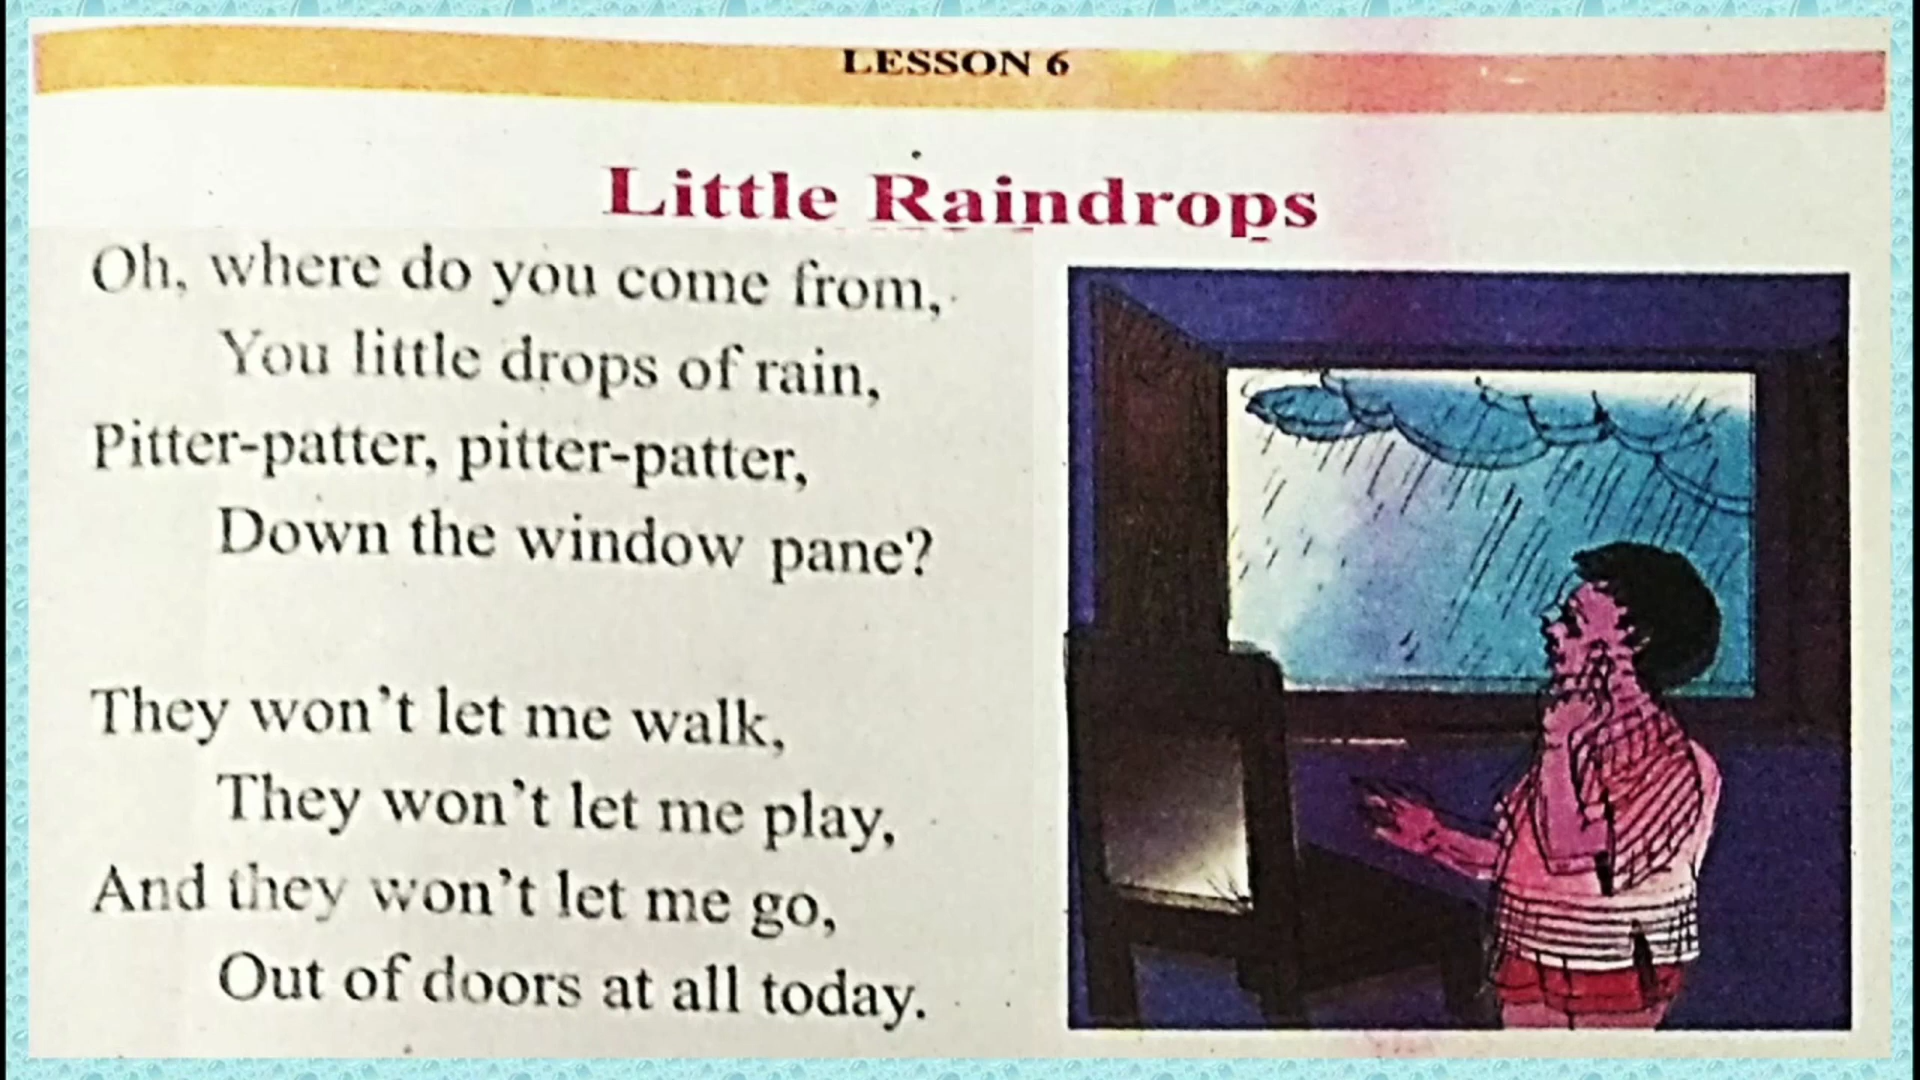 LESSON 6
Little Raindrops
Oh, where do you come from,
You little drops of rain,
Pitter-patter, pitter-patter,
Down the window pane?
They won't let me walk,
They won't let me play,
And they won't let me go,
Out of doors at all today.